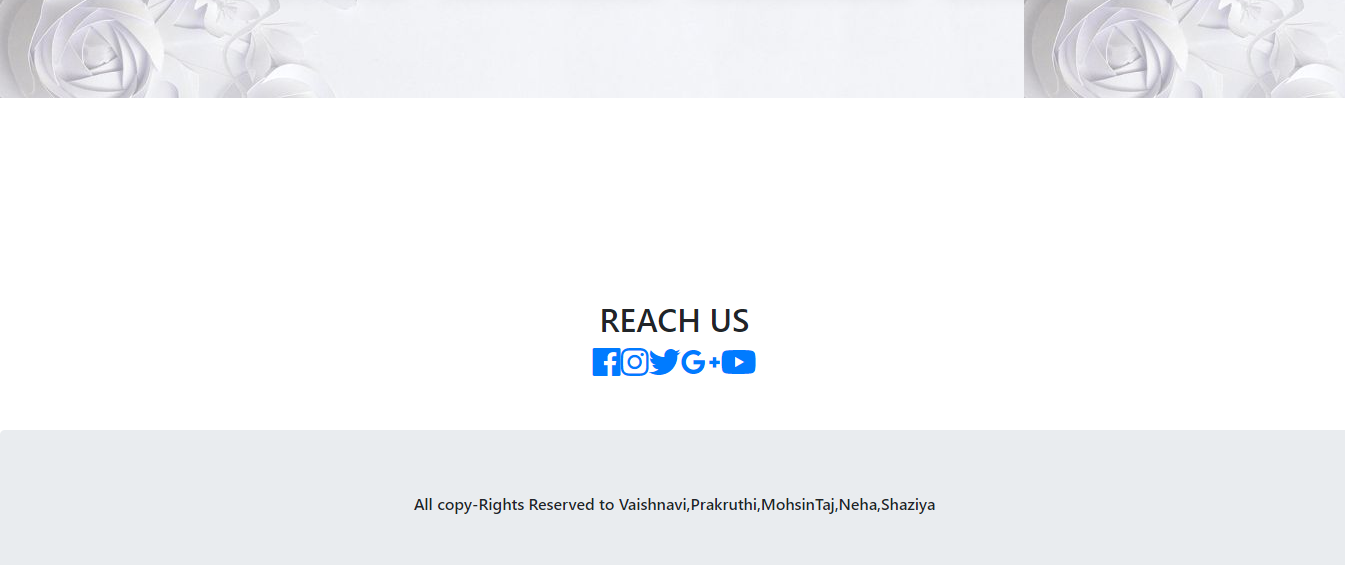 REACH US
All copy-Rights Reserved to Vaishnavi,Prakruthi,MohsinTaj,Neha,Shaziya